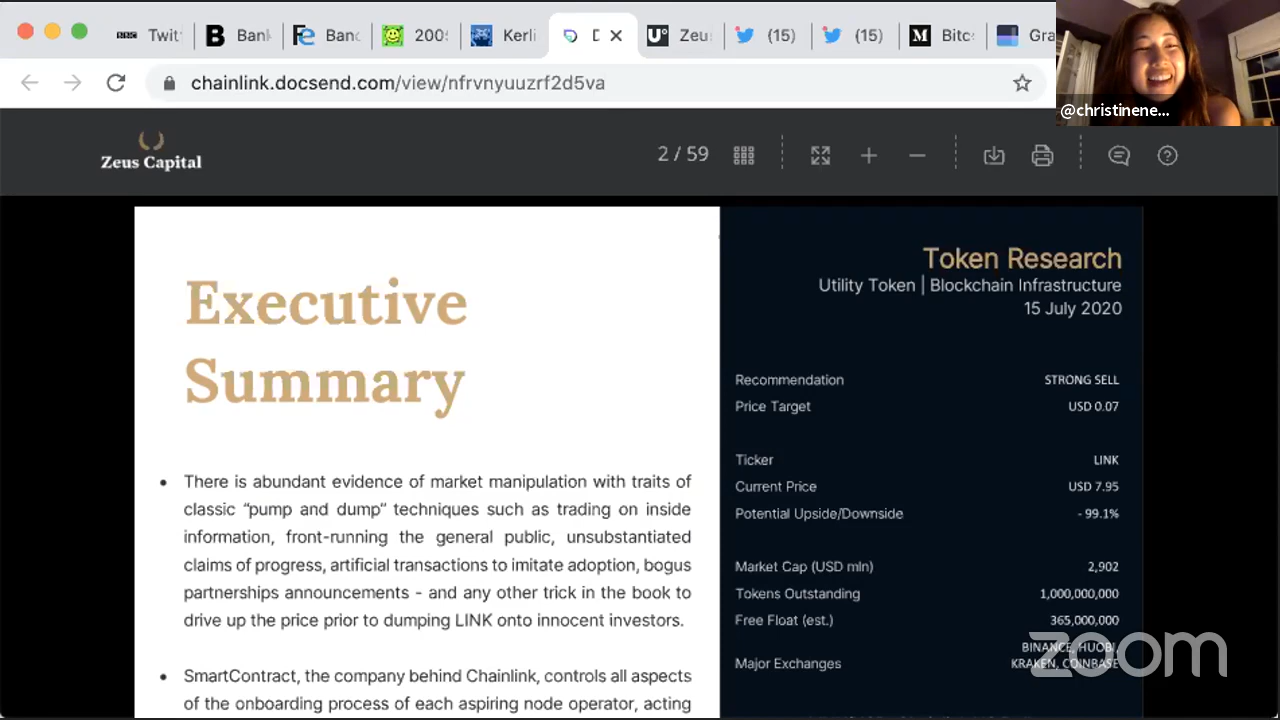 Twit
Bank
Banc
200
Kerli
D
Zeus
(15)
(15)
Bitc
Gra
chainlink.docsend.com/view/nfrvnyuuzrf2d5va
@christinene...
Zeus Capital
2 / 59
Executive
Summary
• There is abundant evidence of market manipulation with traits of
classic “pump and dump” techniques such as trading on inside
information, front-running the general public, unsubstantiated
claims of progress, artificial transactions to imitate adoption, bogus
partnerships announcements - and any other trick in the book to
drive up the price prior to dumping LINK onto innocent investors.
• SmartContract, the company behind Chainlink, controls all aspects
of the onboarding process of each aspiring node operator, acting
Token Research
Utility Token | Blockchain Infrastructure
15 July 2020
Recommendation STRONG SELL
Price Target USD 0.07
Ticker LINK
Current Price USD 7.95
Potential Upside/Downside - 99.1%
Market Cap (USD mln) 2,902
Tokens Outstanding 1,000,000,000
Free Float (est.) 365,000,000
Major Exchanges BINANCE, HUOBI,
KRAKEN, COINBASE
zoom